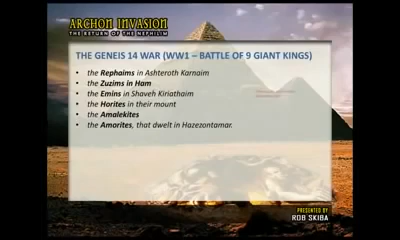 ARCHON INVASION
THE RETURN OF THE NEPHILIM
THE GENEIS 14 WAR (WW1 – BATTLE OF 9 GIANT KINGS)
• the Rephaims in Ashteroth Karnaim
• the Zuzims in Ham
• the Emins in Shaveh Kiriathaim
• the Horites in their mount
• the Amalekites
• the Amorites, that dwelt in Hazezontamar.
PRESENTED BY
ROB SKIBA